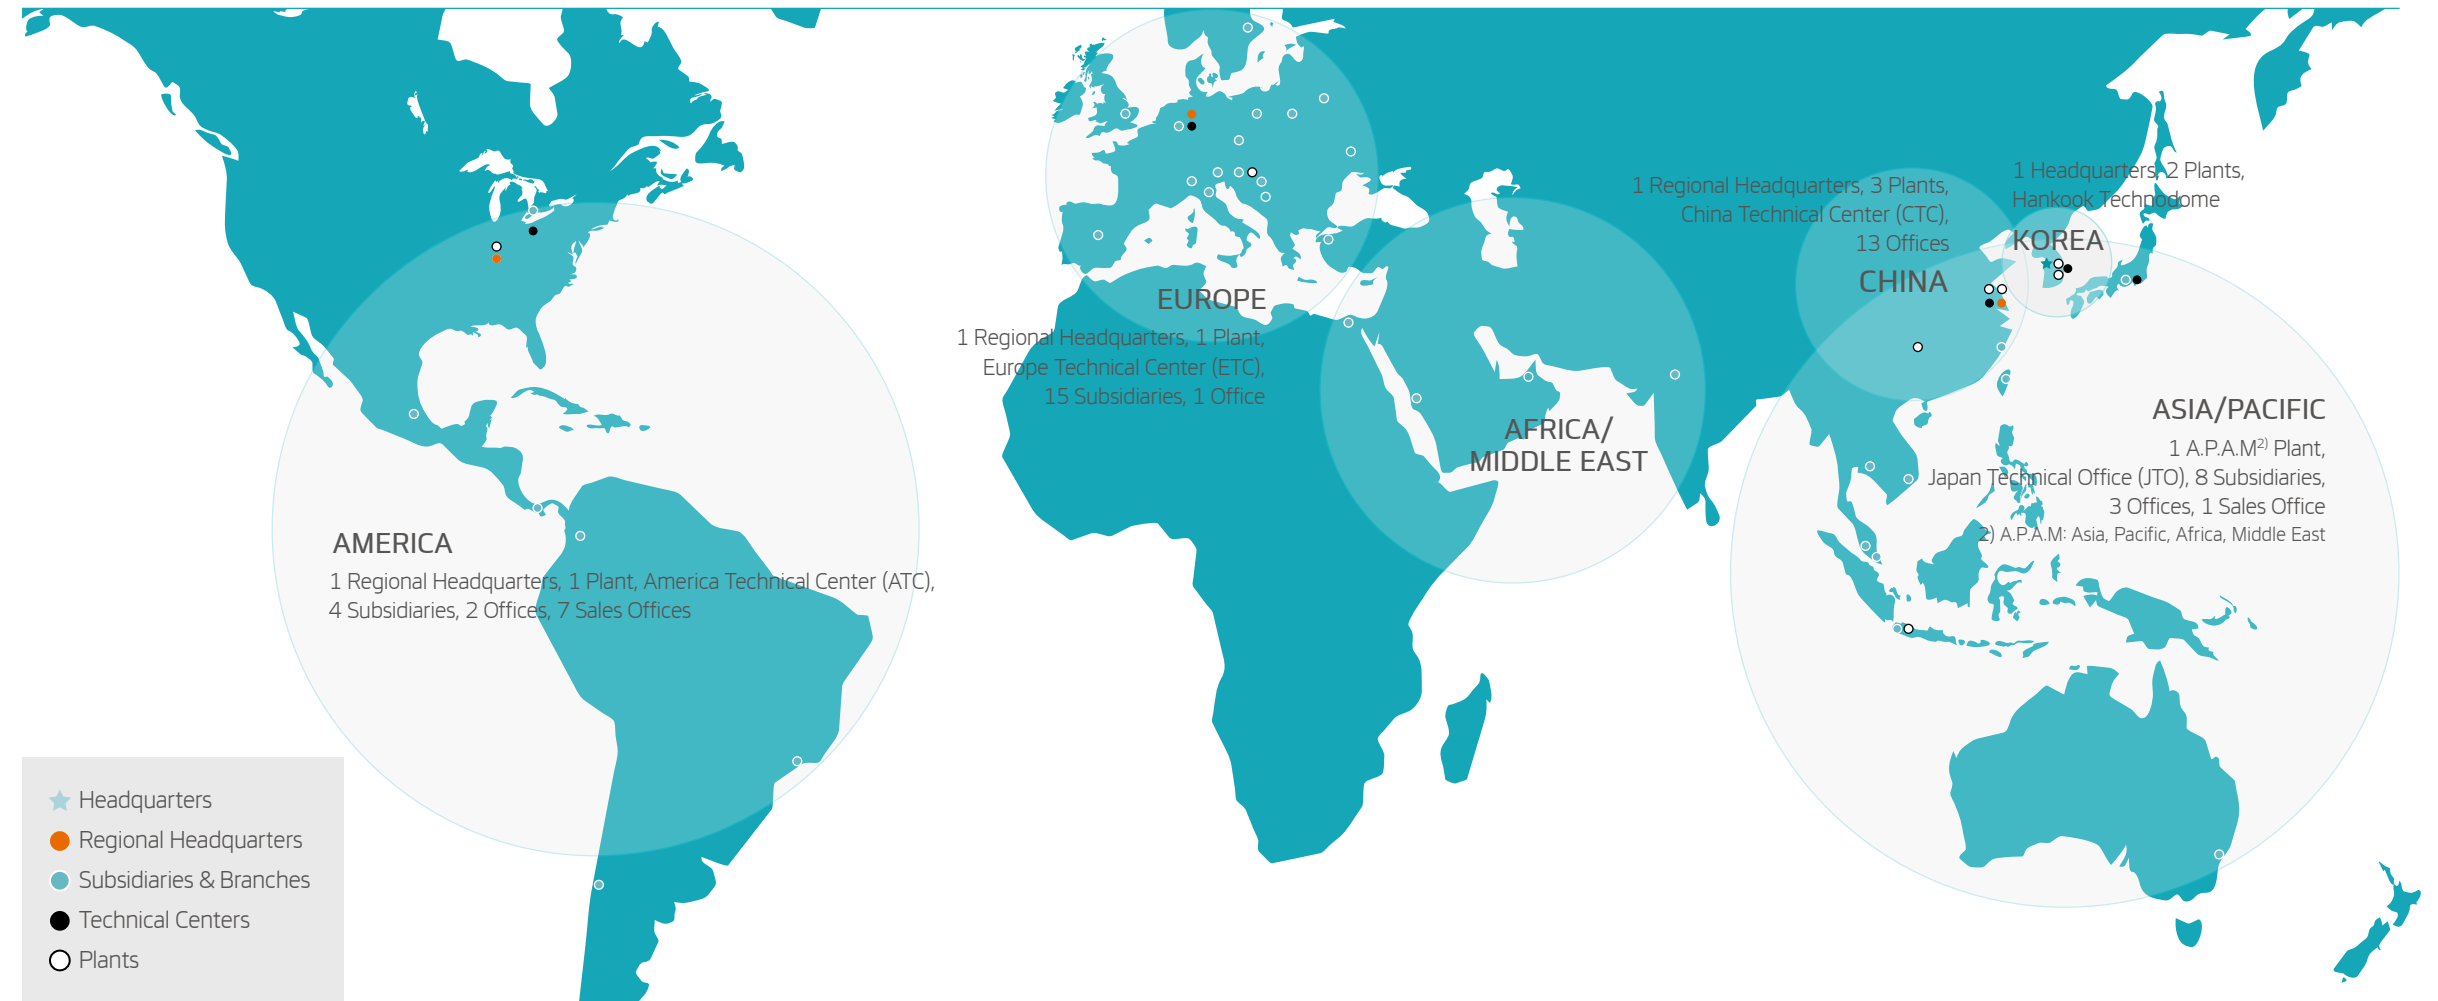 AMERICA
1 Regional Headquarters, 1 Plant, America Technical Center (ATC),
4 Subsidiaries, 2 Offices, 7 Sales Offices
EUROPE
1 Regional Headquarters, 1 Plant,
Europe Technical Center (ETC),
15 Subsidiaries, 1 Office
AFRICA/
MIDDLE EAST
1 Regional Headquarters, 3 Plants,
China Technical Center (CTC),
13 Offices
CHINA
1 Headquarters, 2 Plants,
Hankook Technodome
KOREA
ASIA/PACIFIC
1 A.P.A.M2) Plant,
Japan Technical Office (JTO), 8 Subsidiaries,
3 Offices, 1 Sales Office
2) A.P.A.M: Asia, Pacific, Africa, Middle East
Headquarters
Regional Headquarters
Subsidiaries & Branches
Technical Centers
Plants